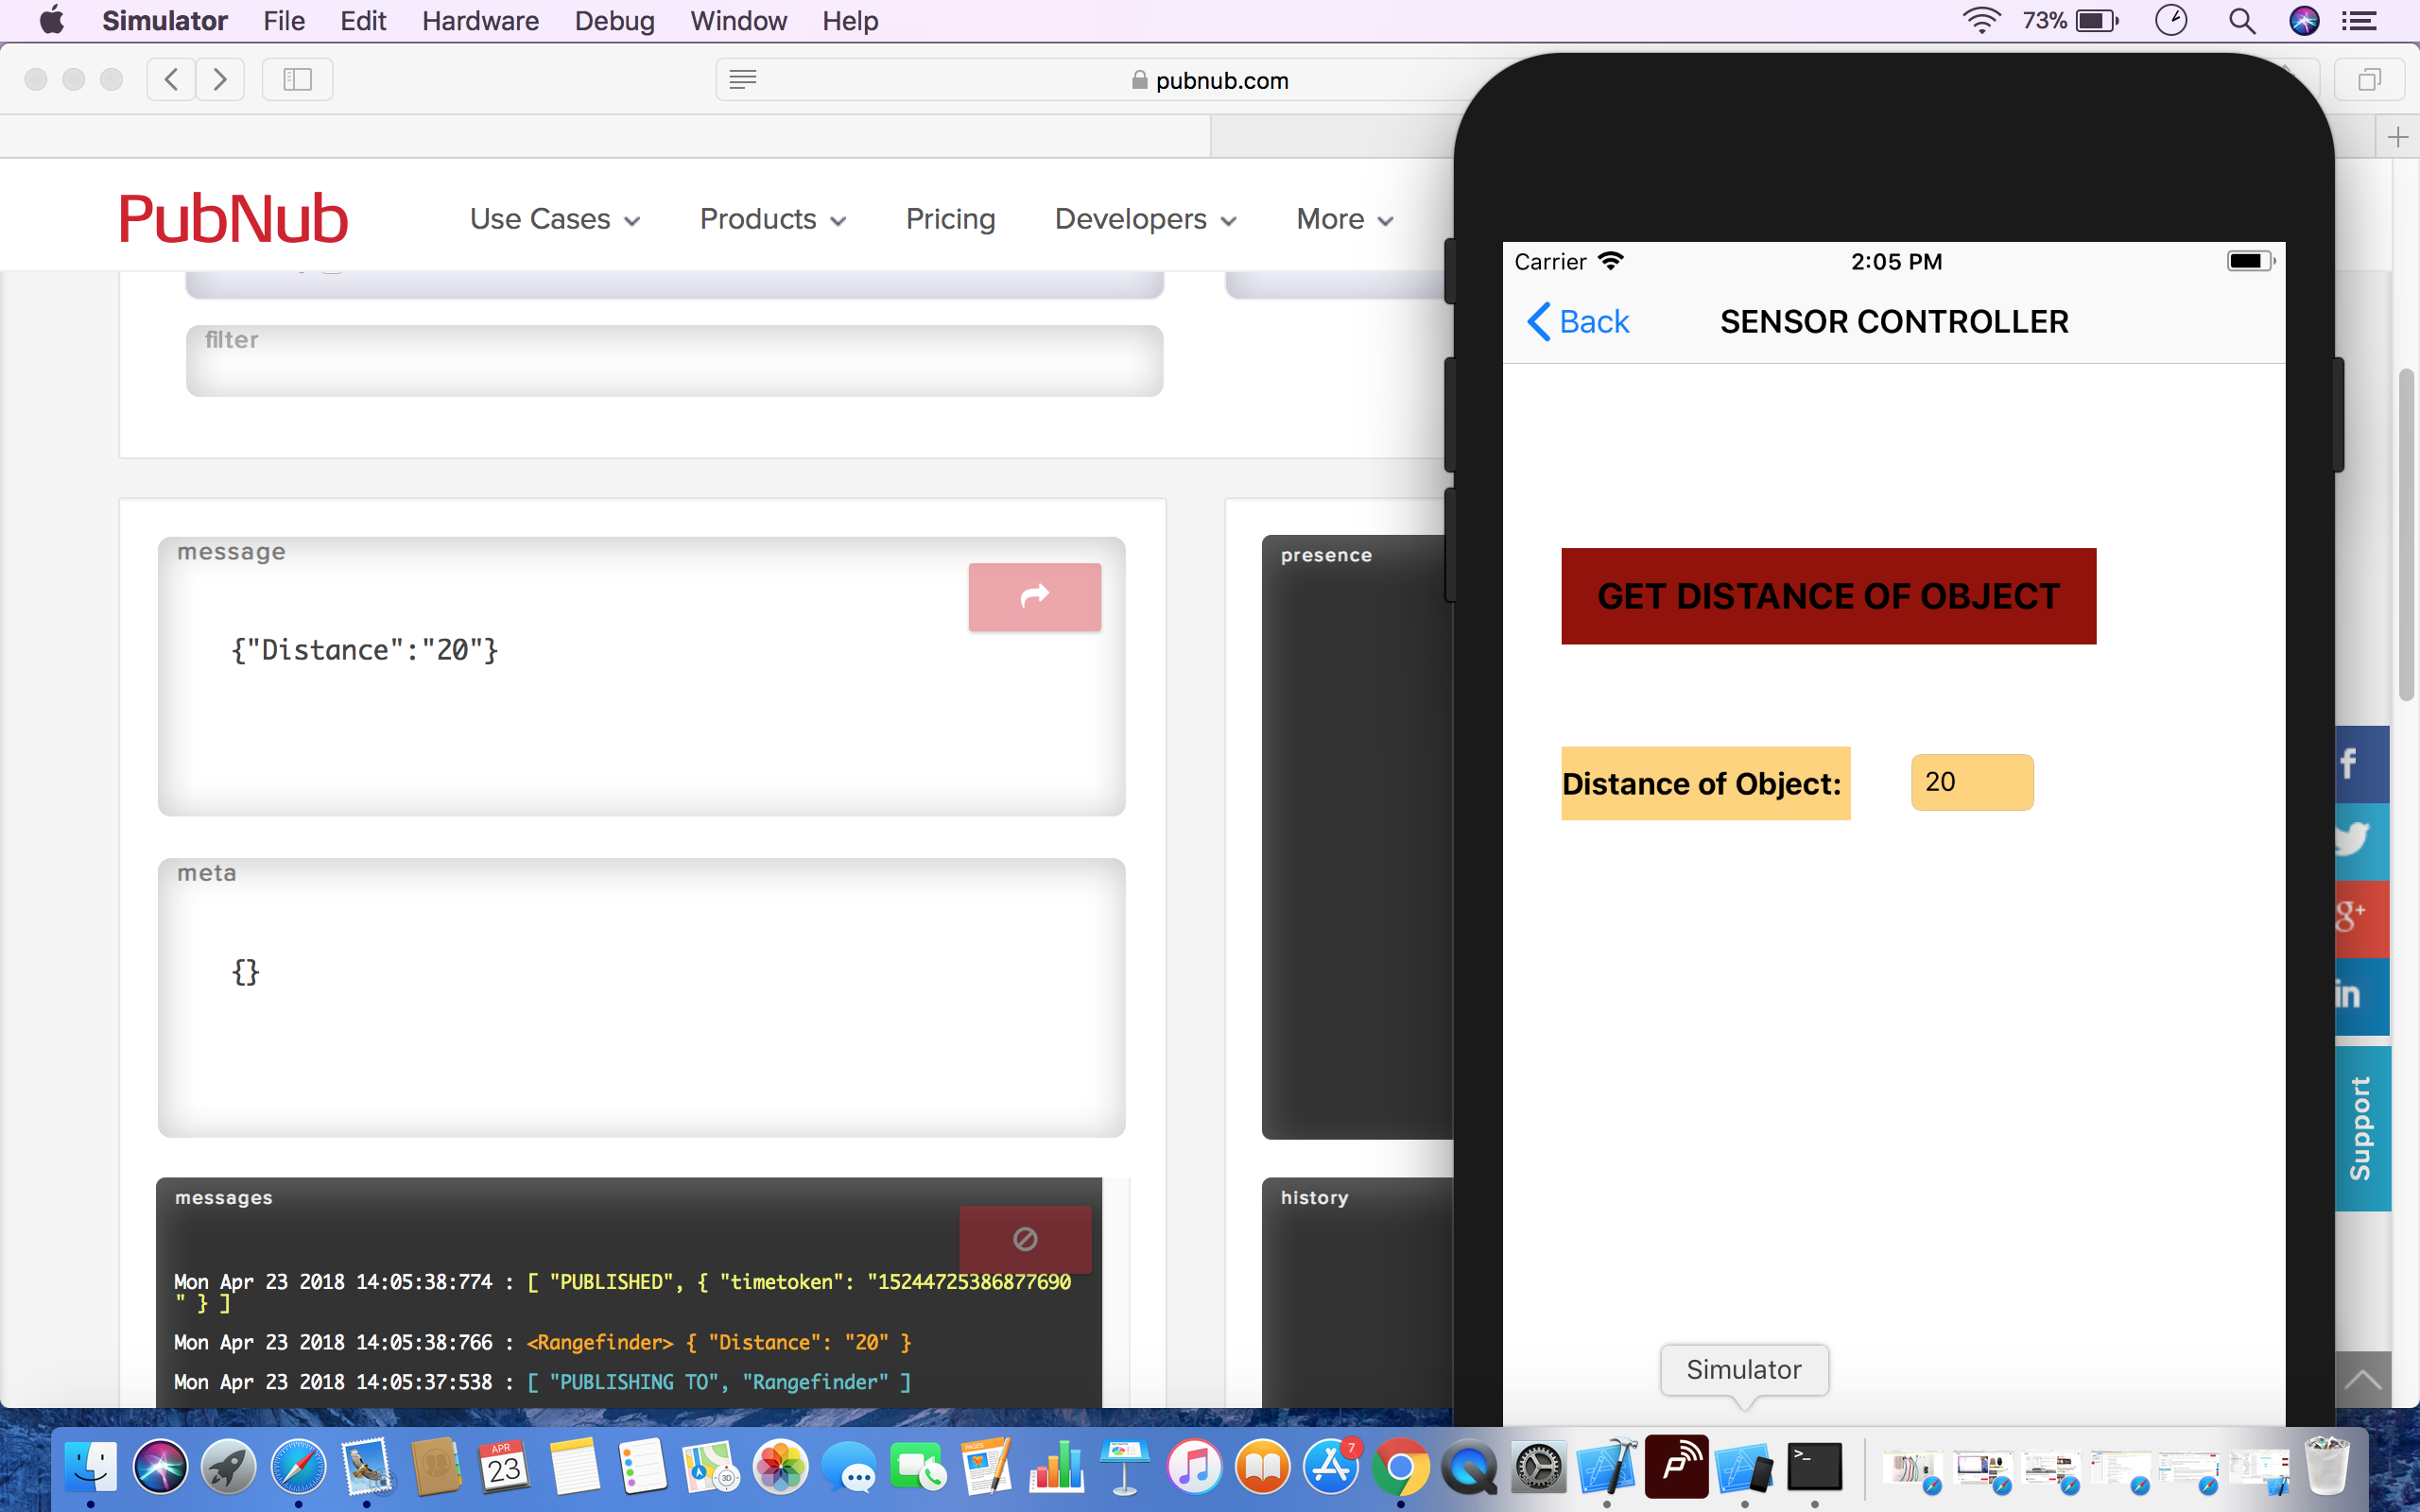 Simulator File Edit Hardware Debug Window Help 73%
pubnub.com
PubNub Use Cases Products Pricing Developers More
filter
message
{"Distance":"20"}
meta
{}
messages
Mon Apr 23 2018 14:05:38:774 : [ "PUBLISHED", { "timetoken": "15244725386877690
" } ]
Mon Apr 23 2018 14:05:38:766 : <Rangefinder> { "Distance": "20" }
Mon Apr 23 2018 14:05:37:538 : [ "PUBLISHING TO", "Rangefinder" ]
presence
history
Carrier 2:05 PM
Back SENSOR CONTROLLER
GET DISTANCE OF OBJECT
Distance of Object: 20
f
g+
in
Support
Simulator
APR
23
PAGES
3D
7
>_